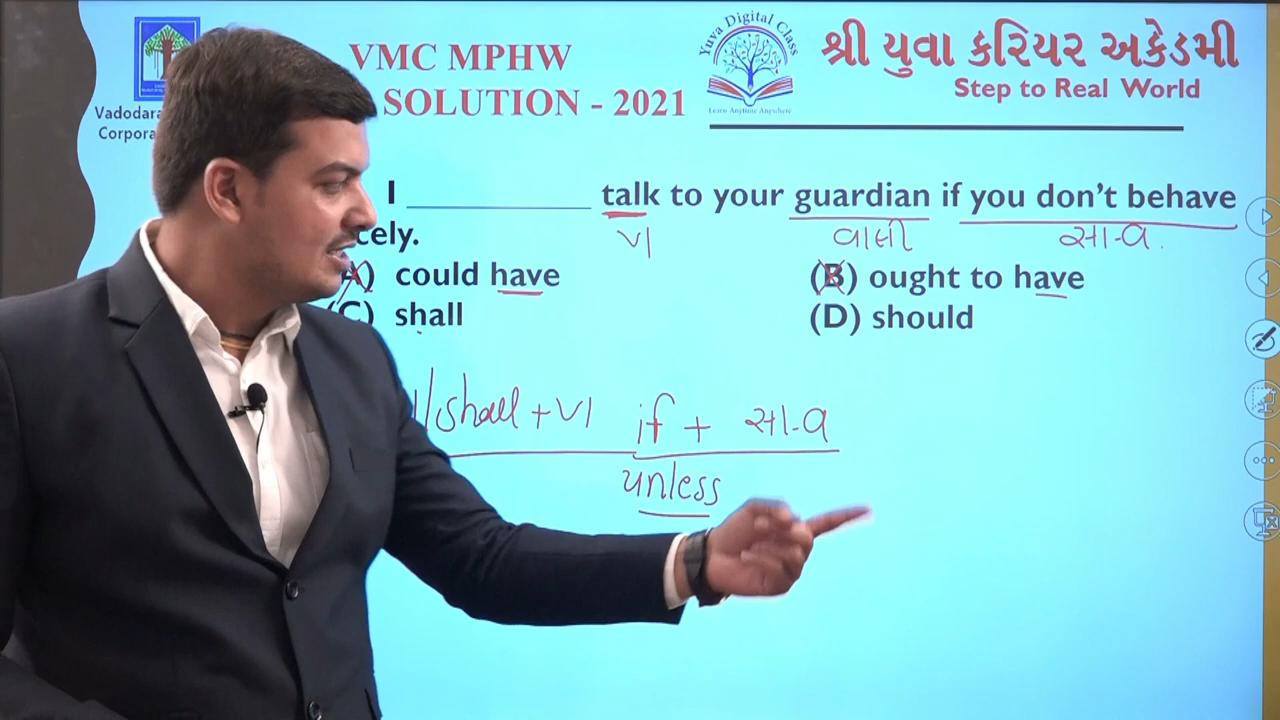 Vadodara
Corpora
VMC MPHW
SOLUTION - 2021
Yuva Digital Class
Learn Anytime Anywhere
શ્રી યુવા કરિયર અકેડમી
Step to Real World
I __________ talk to your guardian if you don't behave
cely.
V1 વાલી સા-વ.
(A) could have (B) ought to have
(C) shall (D) should
/shall + V1 if + સા-વ
unless